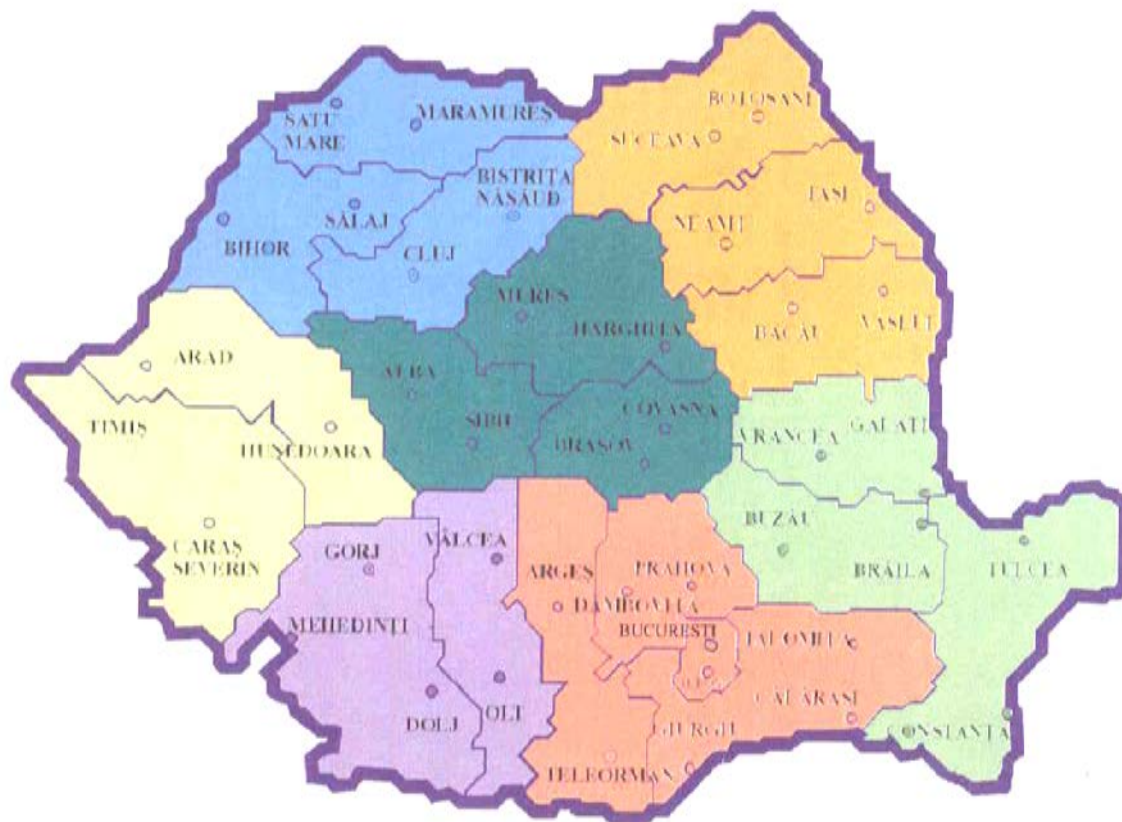 BOTOȘANI
MARAMUREȘ
SATU
MARE
SUCEAVA
BISTRIȚA
NĂSĂUD
IAȘI
SĂLAJ
NEAMȚ
BIHOR
CLUJ
MUREȘ
BACĂU
VASLUI
HARGHITA
ARAD
ALBA
COVASNA
TIMIȘ
SIBIU
GALAȚI
VRANCEA
HUNEDOARA
BRAȘOV
BUZĂU
VÂLCEA
GORJ
CARAȘ
SEVERIN
ARGEȘ
PRAHOVA
BRĂILA
TULCEA
DAMBOVIȚA
MEHEDINȚI
BUCUREȘTI
IALOMIȚA
CĂLĂRAȘI
DOLJ
OLT
GIURGIU
CONSTANȚA
TELEORMAN